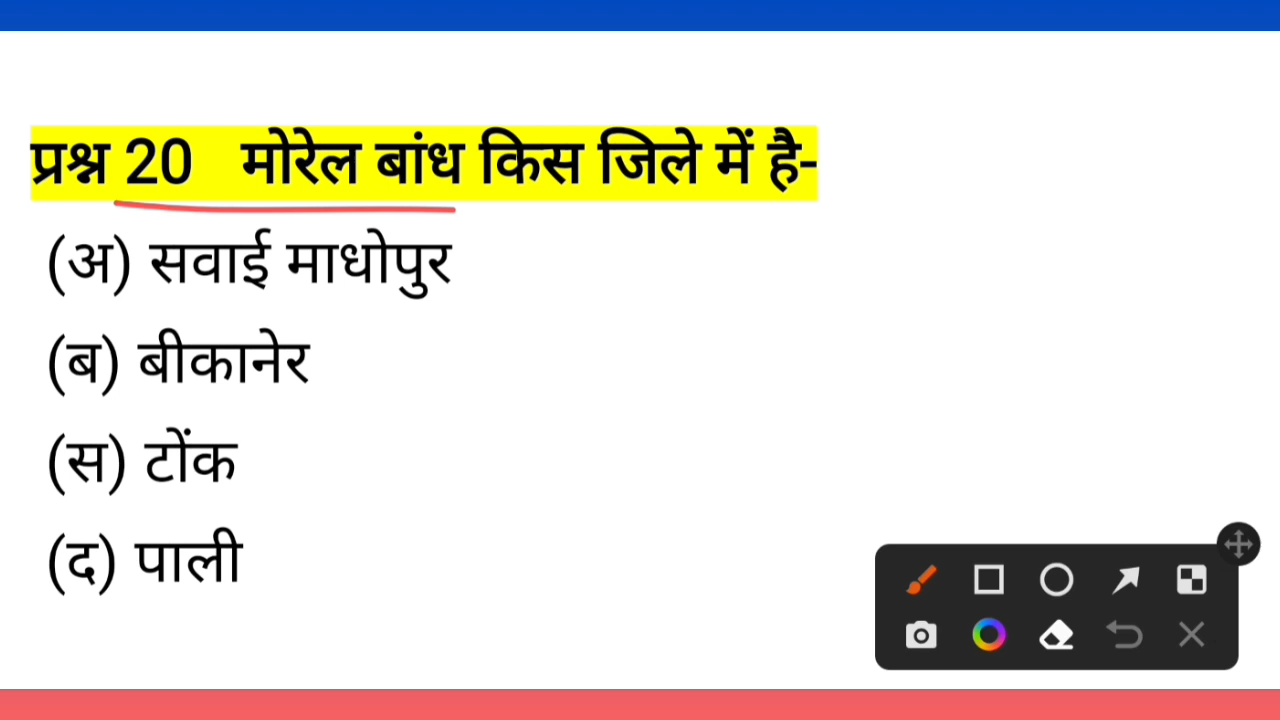 प्रश्न 20 मोरेल बांध किस जिले में है-
(अ) सवाई माधोपुर
(ब) बीकानेर
(स) टोंक
(द) पाली